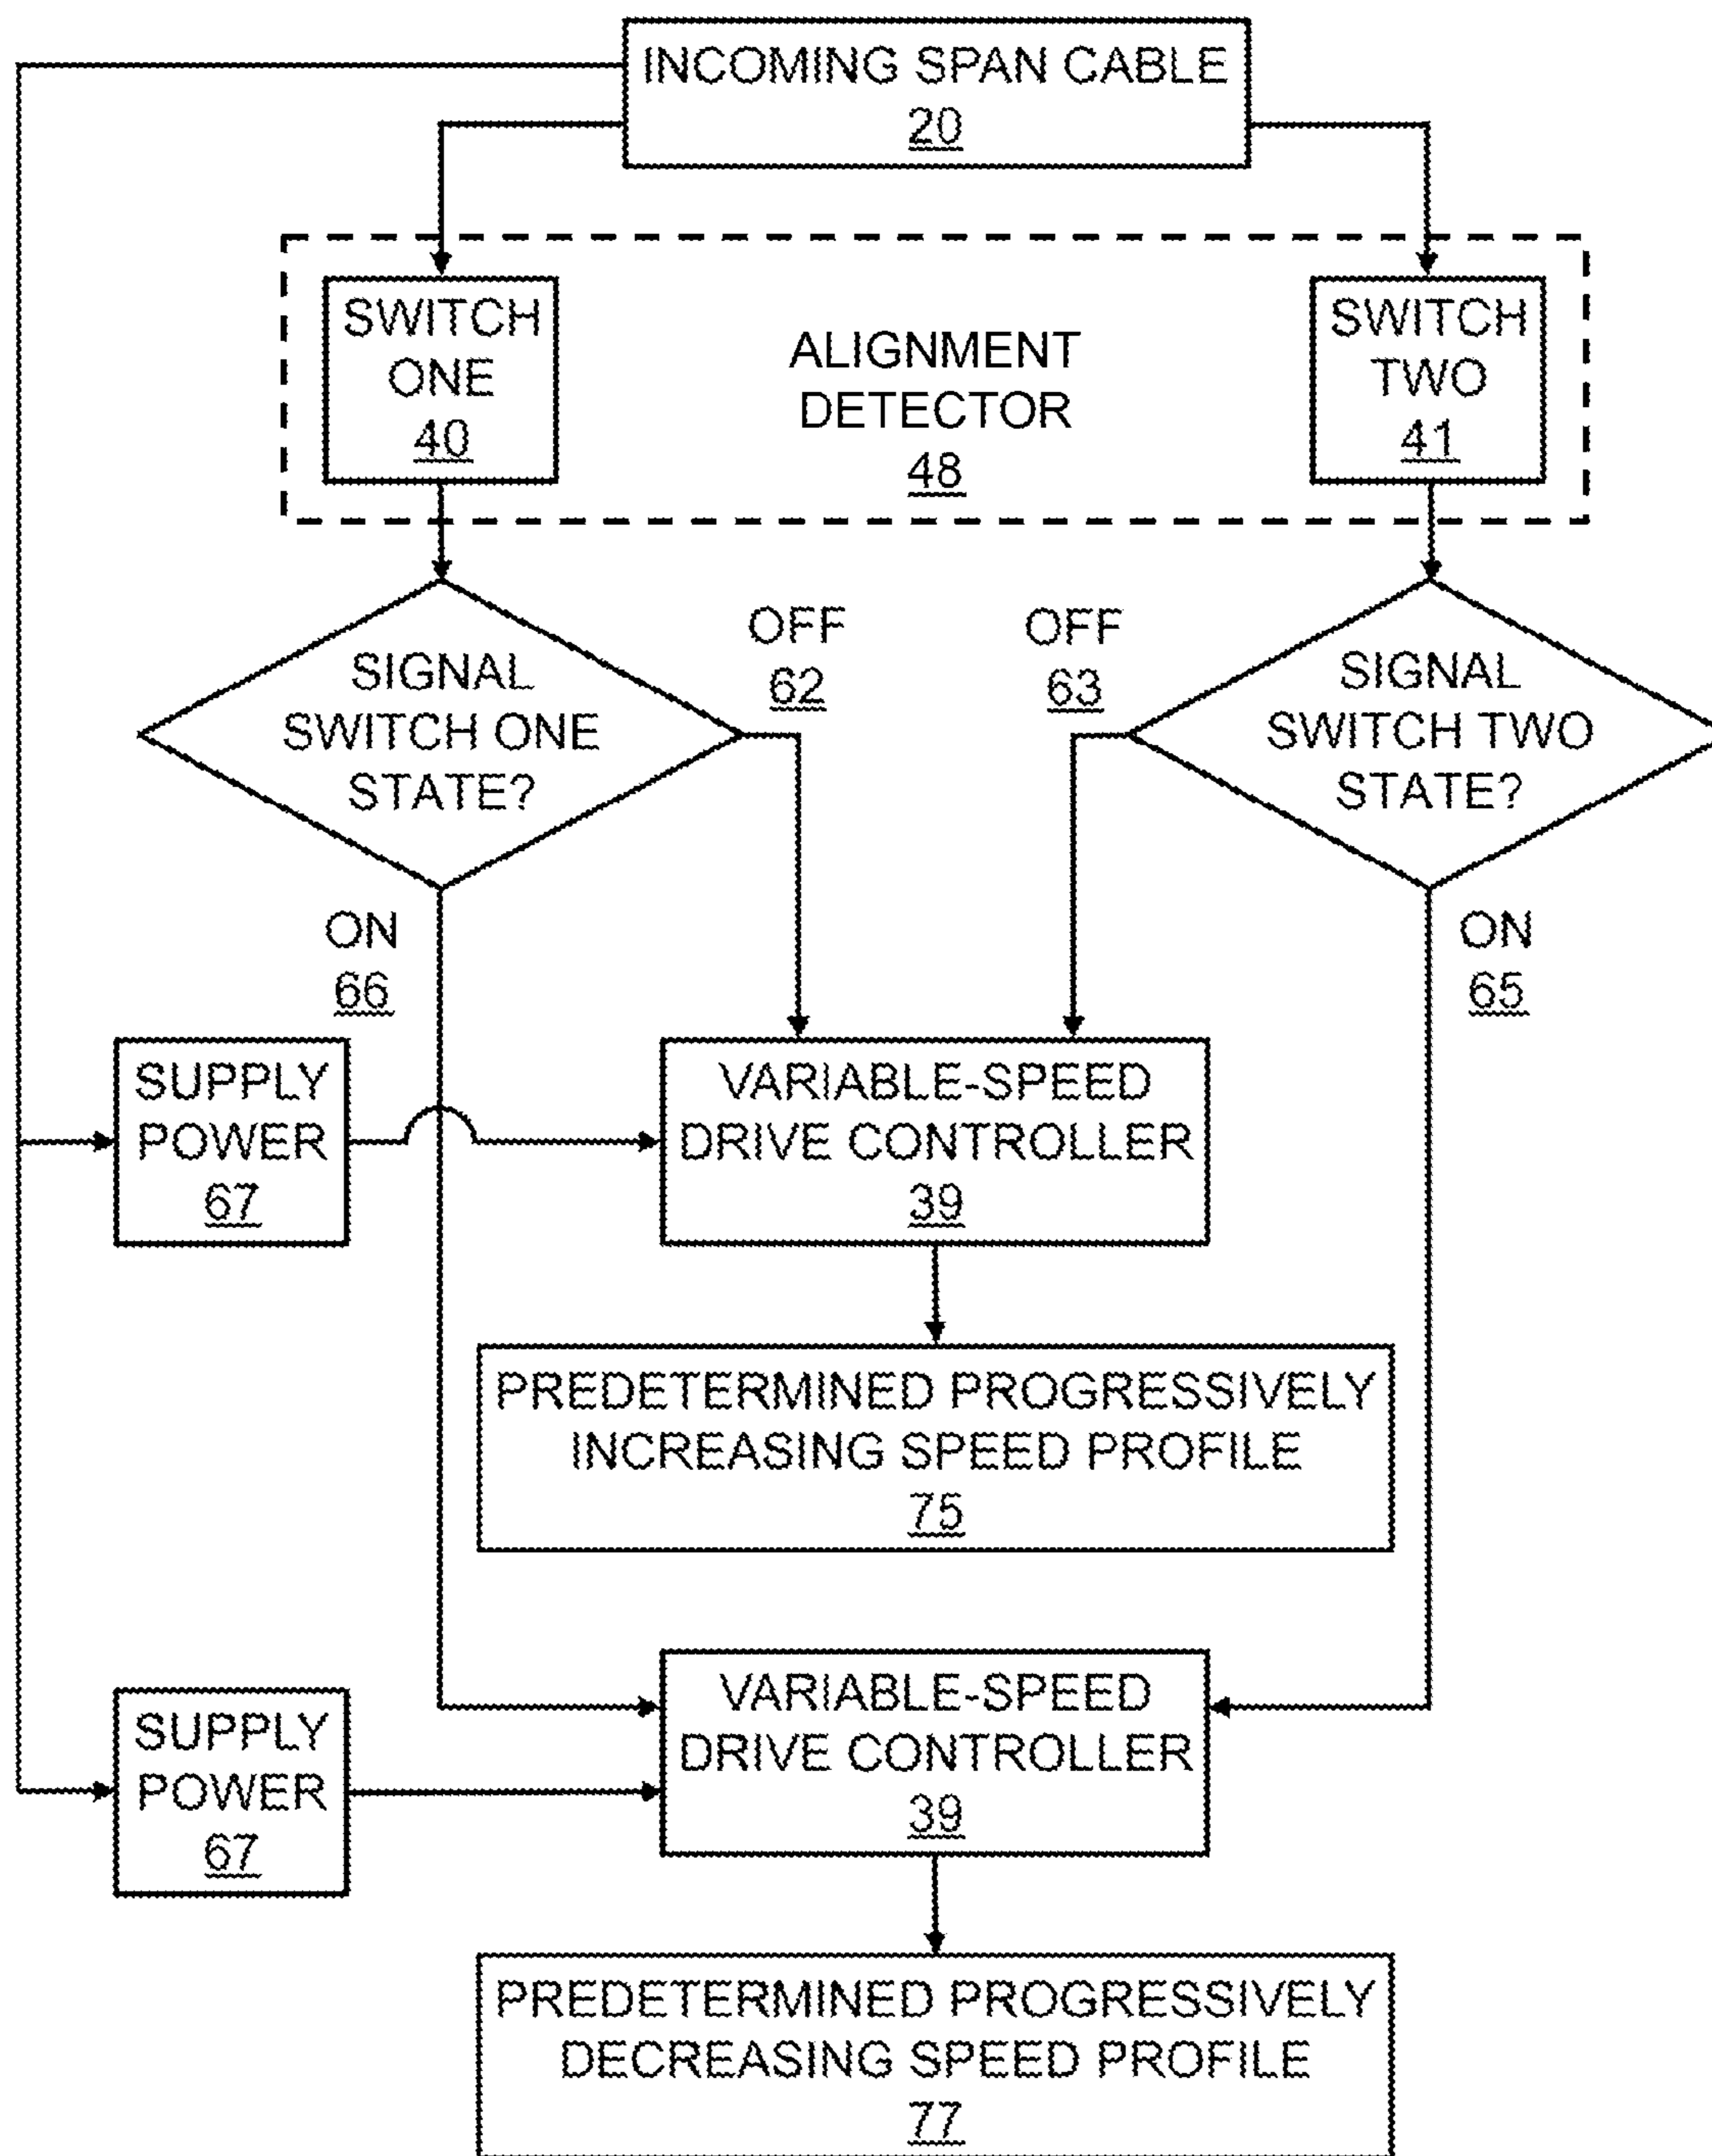 INCOMING SPAN CABLE
20
SWITCH
ONE
40
ALIGNMENT
DETECTOR
48
SWITCH
TWO
41
SIGNAL
SWITCH ONE
STATE?
OFF
62
OFF
63
SIGNAL
SWITCH TWO
STATE?
ON
66
ON
65
SUPPLY
POWER
67
VARIABLE-SPEED
DRIVE CONTROLLER
39
PREDETERMINED PROGRESSIVELY
INCREASING SPEED PROFILE
75
SUPPLY
POWER
67
VARIABLE-SPEED
DRIVE CONTROLLER
39
PREDETERMINED PROGRESSIVELY
DECREASING SPEED PROFILE
77